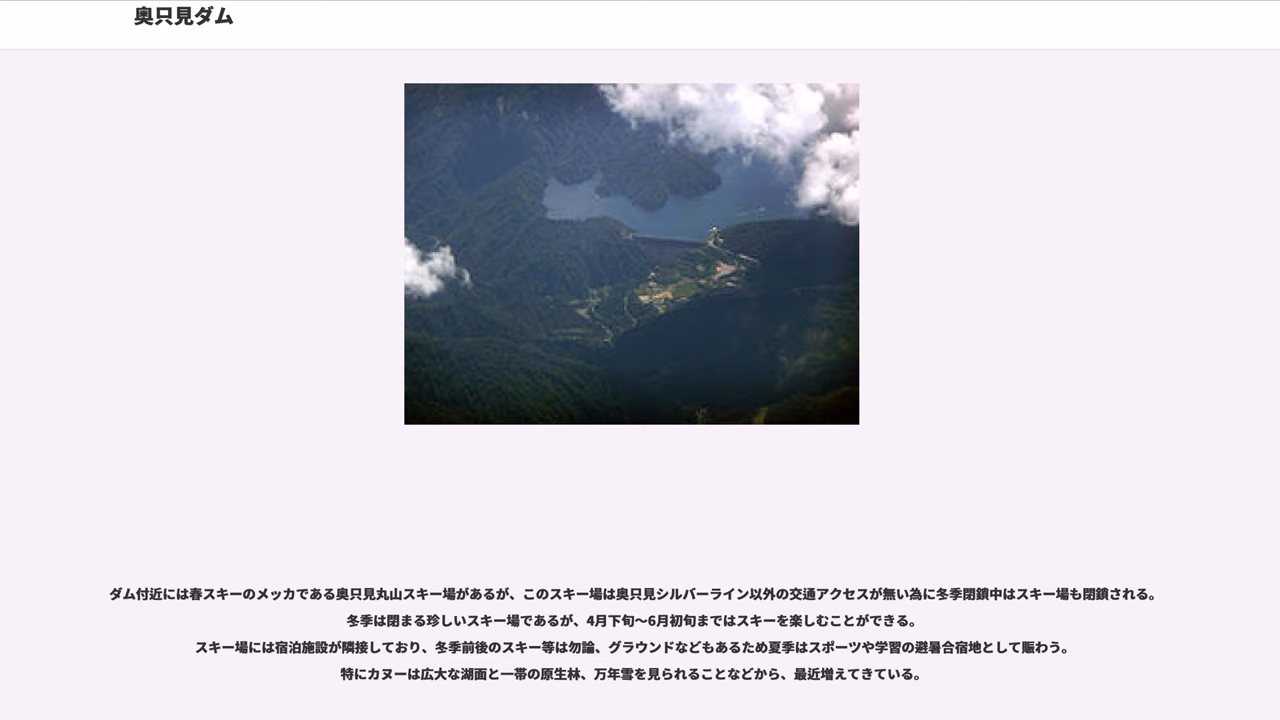 奥只見ダム
ダム付近には春スキーのメッカである奥只見丸山スキー場があるが、このスキー場は奥只見シルバーライン以外の交通アクセスが無い為に冬季閉鎖中はスキー場も閉鎖される。
冬季は閉まる珍しいスキー場であるが、4月下旬〜6月初旬まではスキーを楽しむことができる。
スキー場には宿泊施設が隣接しており、冬季前後のスキー等は勿論、グラウンドなどもあるため夏季はスポーツや学習の避暑合宿地として賑わう。
特にカヌーは広大な湖面と一帯の原生林、万年雪を見られることなどから、最近増えてきている。